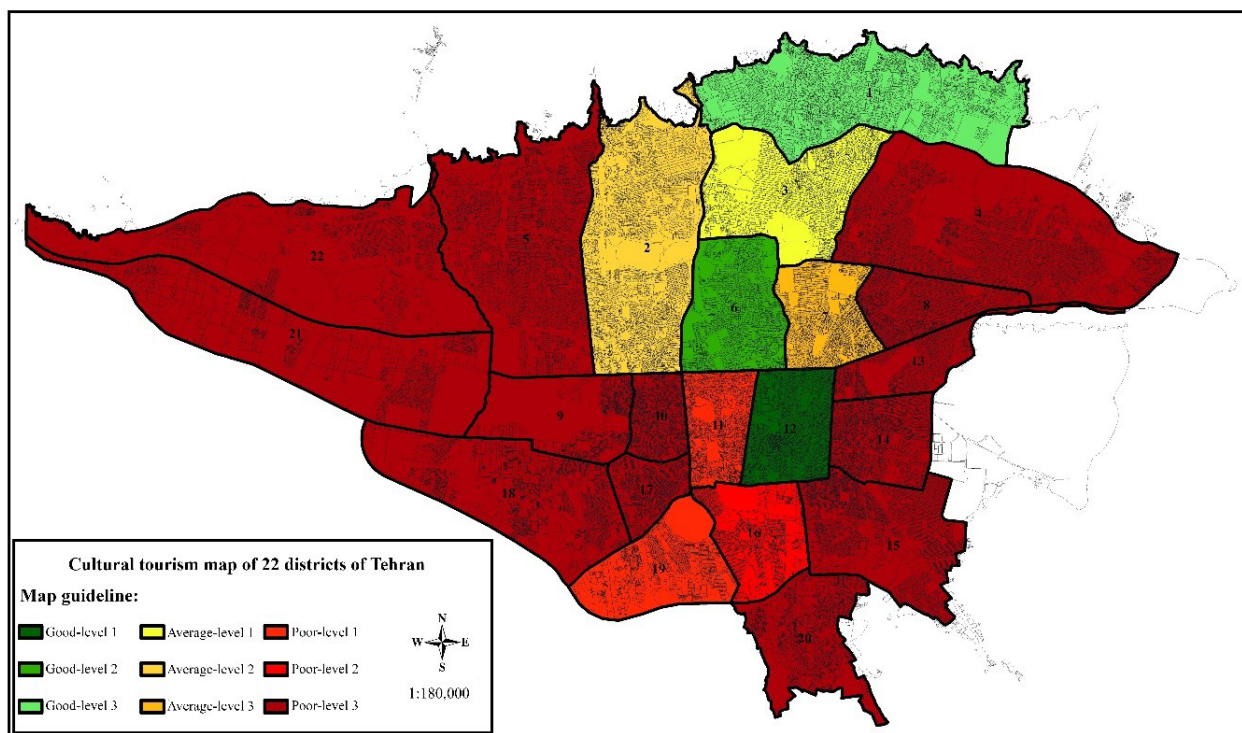 1
3
4
5
2
22
8
6
7
21
13
9
10
11
12
14
17
18
16
15
19
20
Cultural tourism map of 22 districts of Tehran
Map guideline:
Good-level 1 Average-level 1 Poor-level 1
Good-level 2 Average-level 2 Poor-level 2
Good-level 3 Average-level 3 Poor-level 3
N
W E
S
1:180,000